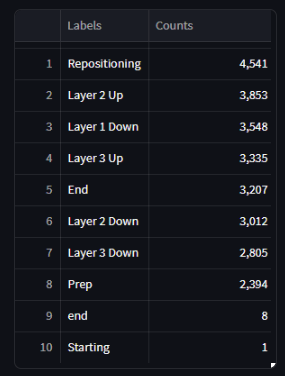 Labels Counts
1 Repositioning 4,541
2 Layer 2 Up 3,853
3 Layer 1 Down 3,548
4 Layer 3 Up 3,335
5 End 3,207
6 Layer 2 Down 3,012
7 Layer 3 Down 2,805
8 Prep 2,394
9 end 8
10 Starting 1